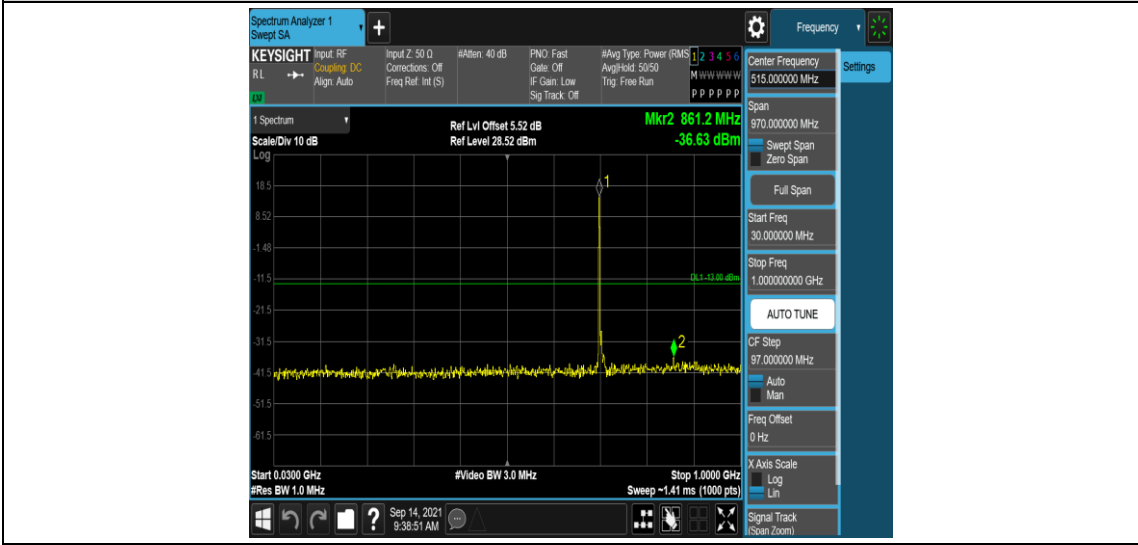 Spectrum Analyzer 1
Swept SA
+
Frequency
KEYSIGHT
RL
LM
Input: RF
Coupling: DC
Align: Auto
Input Z: 50 Ω
Corrections: Off
Freq Ref: Int (S)
#Atten: 40 dB
PNO: Fast
Gate: Off
IF Gain: Low
Sig Track: Off
#Avg Type: Power (RMS
Avg|Hold: 50/50
Trig: Free Run
1 2 3 4 5 6
M W W W W W
P P P P P P
1 Spectrum
Scale/Div 10 dB
Log
Ref Lvl Offset 5.52 dB
Ref Level 28.52 dBm
Mkr2 861.2 MHz
-36.63 dBm
18.5
8.52
-1.48
-11.5
-21.5
-31.5
-41.5
-51.5
-61.5
1
DL1 -13.00 dBm
2
Start 0.0300 GHz
#Res BW 1.0 MHz
#Video BW 3.0 MHz
Stop 1.0000 GHz
Sweep ~1.41 ms (1000 pts)
?
Sep 14, 2021
9:38:51 AM
Center Frequency
515.000000 MHz
Settings
Span
970.000000 MHz
Swept Span
Zero Span
Full Span
Start Freq
30.000000 MHz
Stop Freq
1.000000000 GHz
AUTO TUNE
CF Step
97.000000 MHz
Auto
Man
Freq Offset
0 Hz
X Axis Scale
Log
Lin
Signal Track
(Span Zoom)